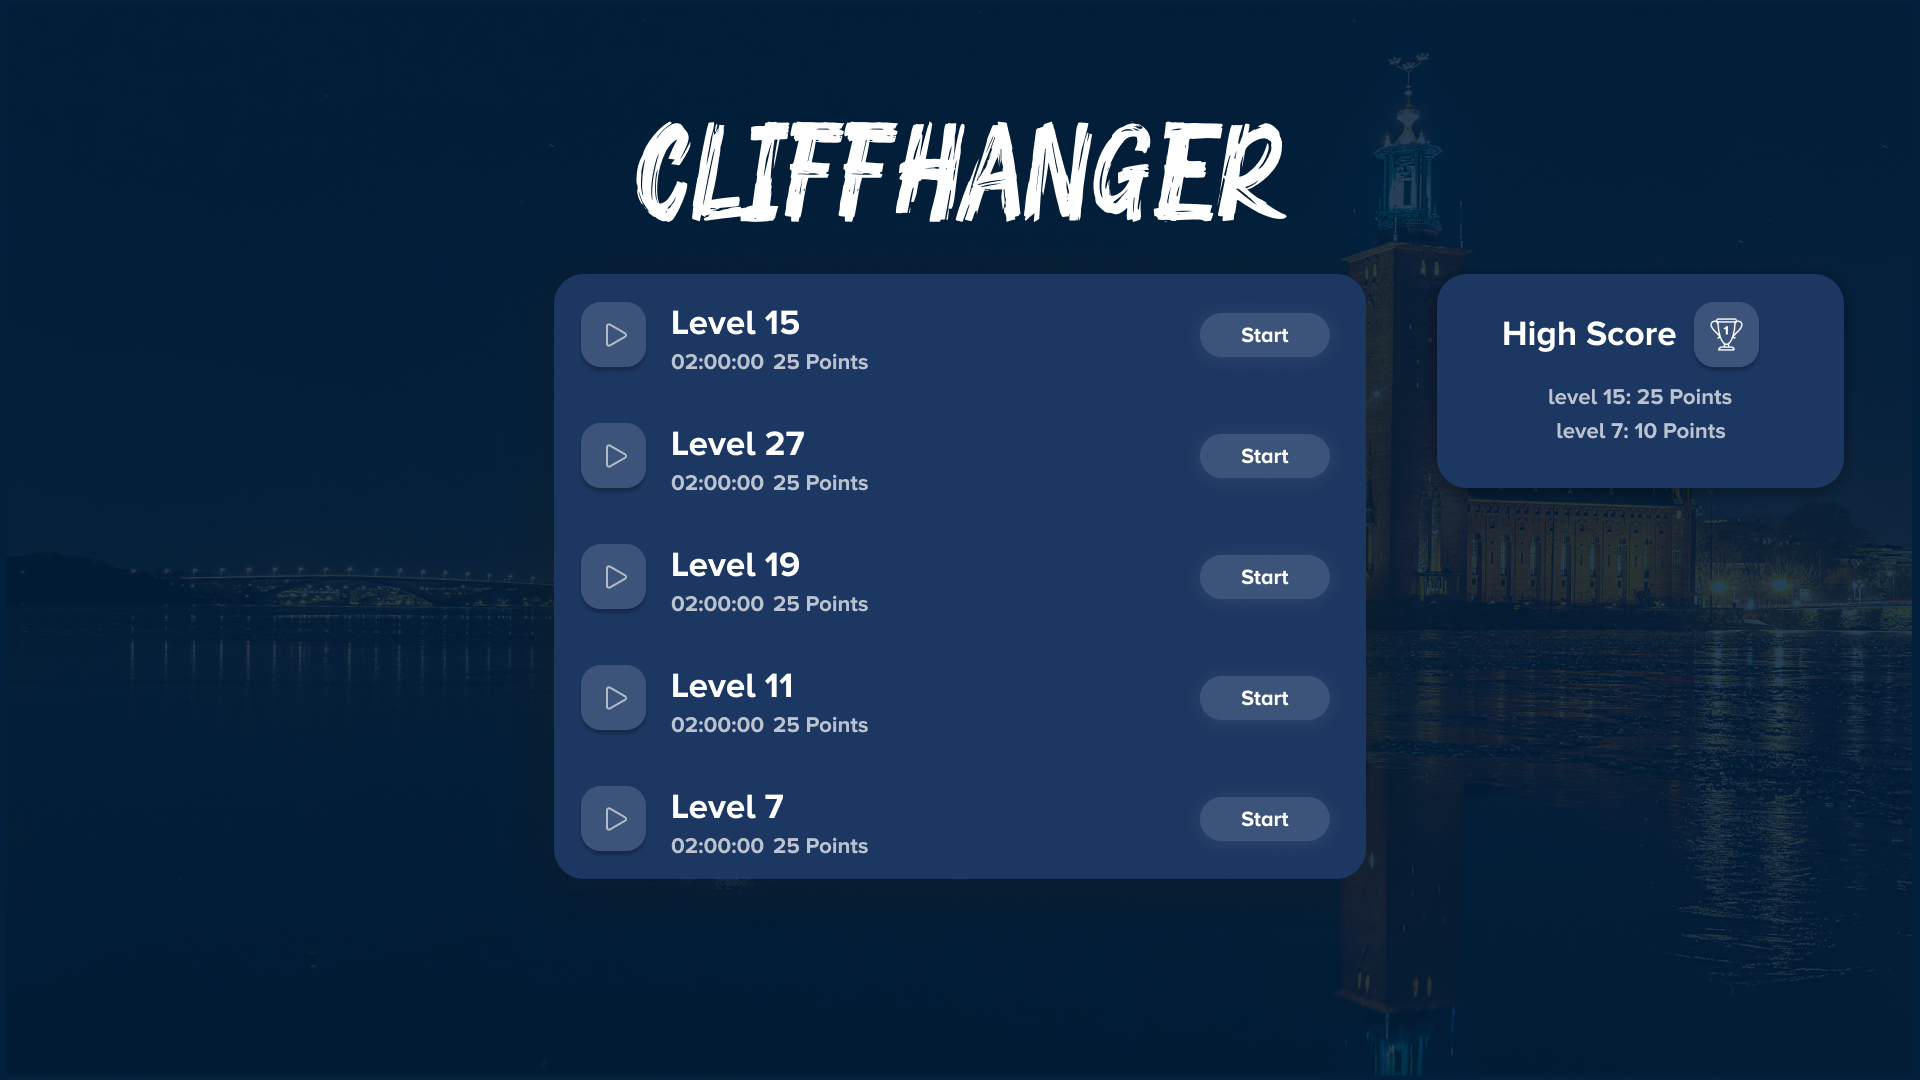 CLIFFHANGER
Level 15
02:00:00 25 Points
Start
Level 27
02:00:00 25 Points
Start
Level 19
02:00:00 25 Points
Start
Level 11
02:00:00 25 Points
Start
Level 7
02:00:00 25 Points
Start
High Score
1
level 15: 25 Points
level 7: 10 Points